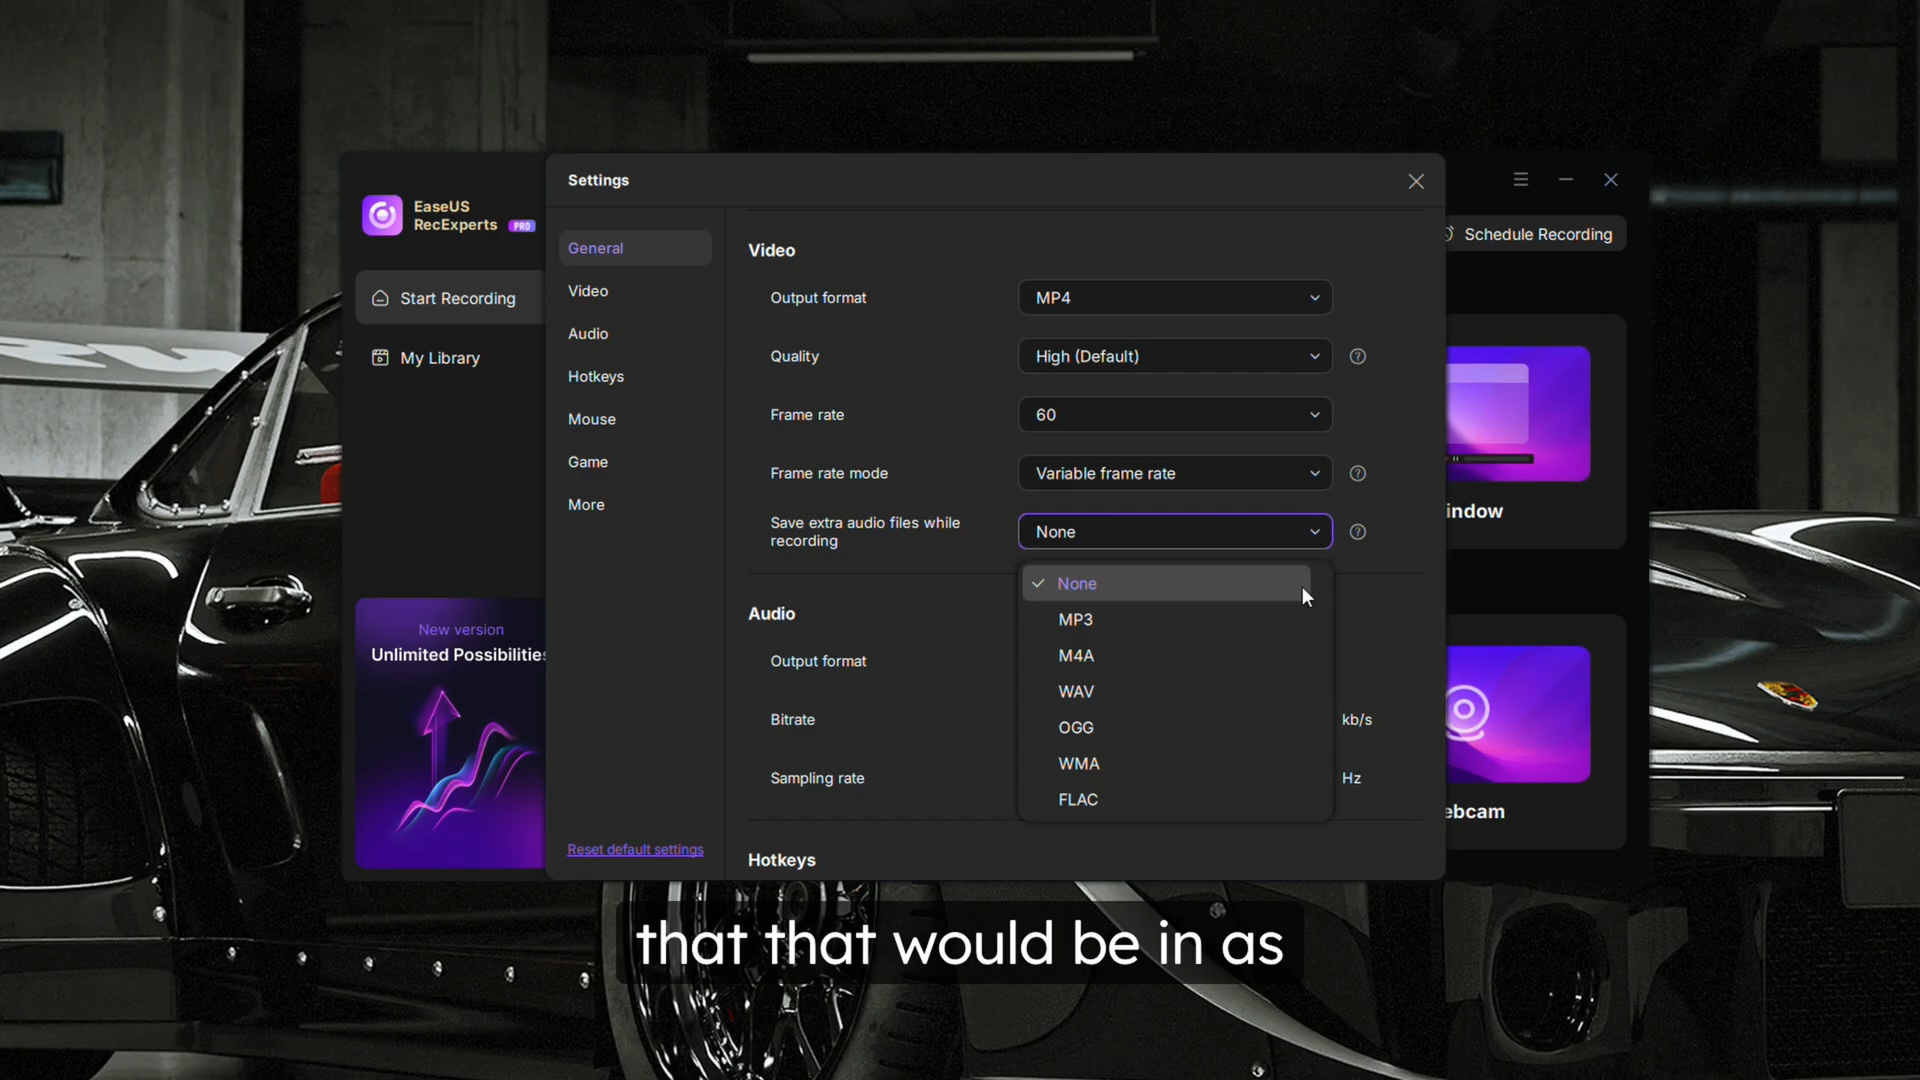 Settings
EaseUS
RecExperts PRO
Start Recording
My Library
New version
Unlimited Possibilities
General
Video
Audio
Hotkeys
Mouse
Game
More
Reset default settings
Video
Output format MP4
Quality High (Default)
Frame rate 60
Frame rate mode Variable frame rate
Save extra audio files while
recording
None
None
MP3
M4A
WAV
OGG
WMA
FLAC
Audio
Output format
Bitrate kb/s
Sampling rate Hz
Hotkeys
Schedule Recording
indow
ebcam
that that would be in as